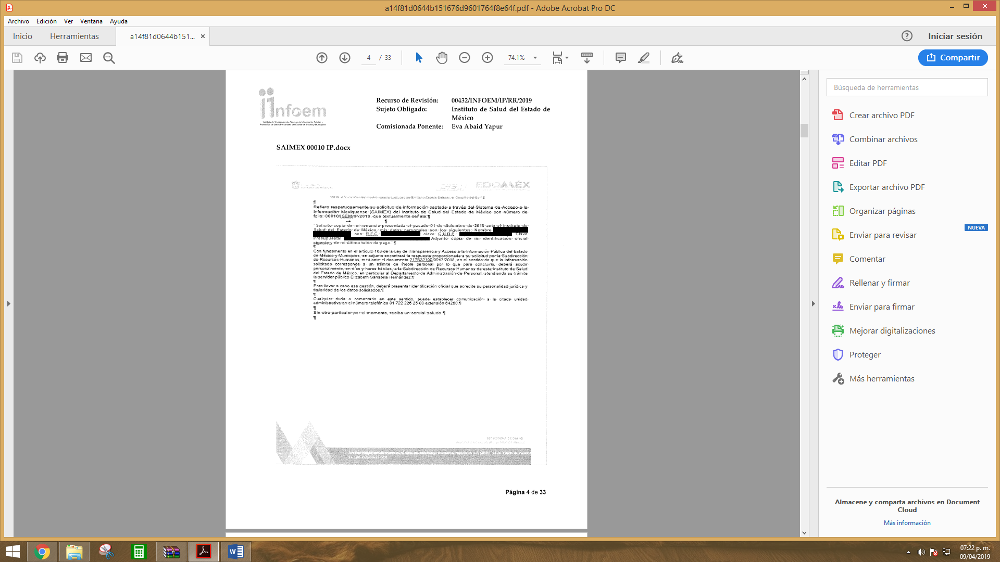 a14f81d0644b151676d9601764f8e64f.pdf - Adobe Acrobat Pro DC
Archivo Edición Ver Ventana Ayuda
Inicio Herramientas a14f81d0644b151... Iniciar sesión
4 / 33 74.1% Compartir
infoem
Instituto de Transparencia, Acceso a la Información Pública y
Protección de Datos Personales del Estado de México y Municipios
Recurso de Revisión: 00432/INFOEM/IP/RR/2019
Sujeto Obligado: Instituto de Salud del Estado de
México
Comisionada Ponente: Eva Abaid Yapur
SAIMEX 00010 IP.docx
EDOMÉX
"2019. Año del Centésimo Aniversario Luctuoso de Emiliano Zapata Salazar, el Caudillo del Sur".¶
¶
Refiero respetuosamente su solicitud de información captada a través del Sistema de Acceso a la
Información Mexiquense (SAIMEX) del Instituto de Salud del Estado de México con número de
folio: 00010/ISEM/IP/2019, que textualmente señala:¶
→ ¶
"Solicito copia de mi renuncia presentada el pasado 01 de diciembre de 2018 ante el Instituto de
Salud del Estado de México, mis datos personales son los siguientes: Nombre
con R.F.C. clave C.U.R.P. Clave
Presupuestal Adjunto copia de mi identificación oficial
vigente y de mi último talón de pago."¶
¶
Con fundamento en el artículo 163 de la Ley de Transparencia y Acceso a la Información Pública del Estado
de México y Municipios, en adjunto encontrará la respuesta proporcionada a su solicitud por la Subdirección
de Recursos Humanos, mediante el documento 217B32100/0947/2018, en el sentido de que la información
solicitada corresponde a un trámite de índole personal por lo que para concluirlo, deberá acudir
personalmente, en días y horas hábiles, a la Subdirección de Recursos Humanos de este Instituto de Salud
del Estado de México, en particular al Departamento de Administración de Personal, atendiendo su trámite
la servidor público Elizabeth Sanabria Hernández.¶
¶
Para llevar a cabo esa gestión, deberá presentar identificación oficial que acredite su personalidad jurídica y
titularidad de los datos solicitados.¶
¶
Cualquier duda o comentario en este sentido, puede establecer comunicación a la citada unidad
administrativa en el número telefónico 01 722 226 25 00 extensión 64250.¶
¶
Sin otro particular por el momento, reciba un cordial saludo.¶
¶
SECRETARÍA DE SALUD
Página 4 de 33
Búsqueda de herramientas
Crear archivo PDF
Combinar archivos
Editar PDF
Exportar archivo PDF
Organizar páginas
NUEVA
Enviar para revisar
Comentar
Rellenar y firmar
Enviar para firmar
Mejorar digitalizaciones
Proteger
Más herramientas
Almacene y comparta archivos en Document
Cloud
Más información
07:22 p. m.
09/04/2019